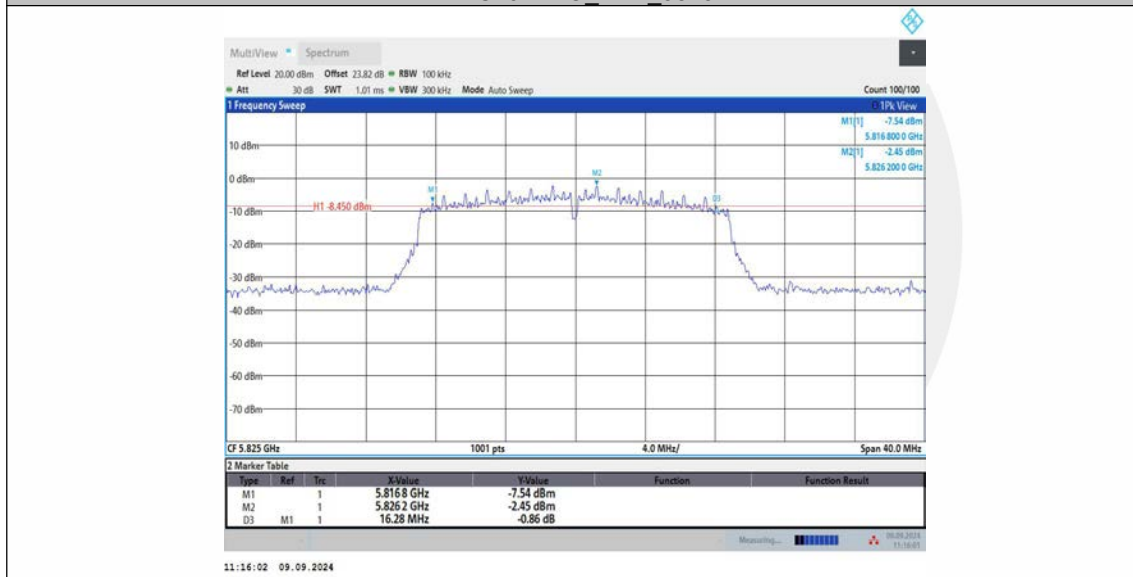 MultiView Spectrum
Ref Level 20.00 dBm Offset 23.82 dB RBW 100 kHz
Att 30 dB SWT 1.01 ms VBW 300 kHz Mode Auto Sweep Count 100/100
1 Frequency Sweep 1Pk View
M1[1] -7.54 dBm
5.816 800 0 GHz
10 dBm
M2[1] -2.45 dBm
5.826 200 0 GHz
M2
0 dBm
M1
D3
H1 -8.450 dBm
-10 dBm
-20 dBm
-30 dBm
-40 dBm
-50 dBm
-60 dBm
-70 dBm
CF 5.825 GHz 1001 pts 4.0 MHz/ Span 40.0 MHz
2 Marker Table
Type Ref Trc X-Value Y-Value Function Function Result
M1 1 5.8168 GHz -7.54 dBm
M2 1 5.8262 GHz -2.45 dBm
D3 M1 1 16.28 MHz -0.86 dB
Measuring... 09.09.2024
11:16:02 09.09.2024